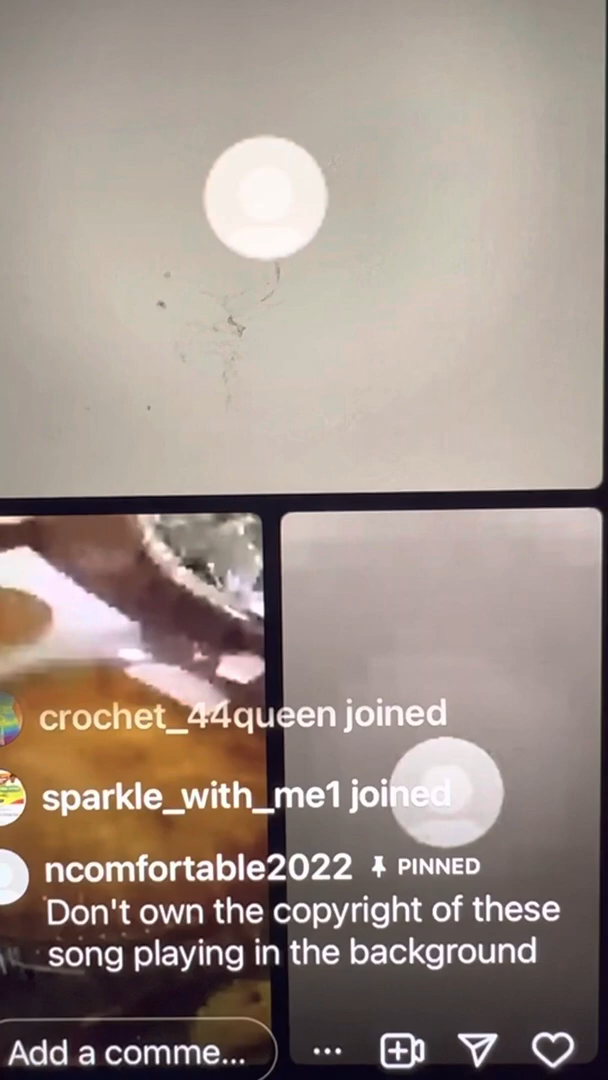 crochet_44queen joined
sparkle_with_me1 joined
ncomfortable2022 PINNED
Don't own the copyright of these
song playing in the background
Add a comme...